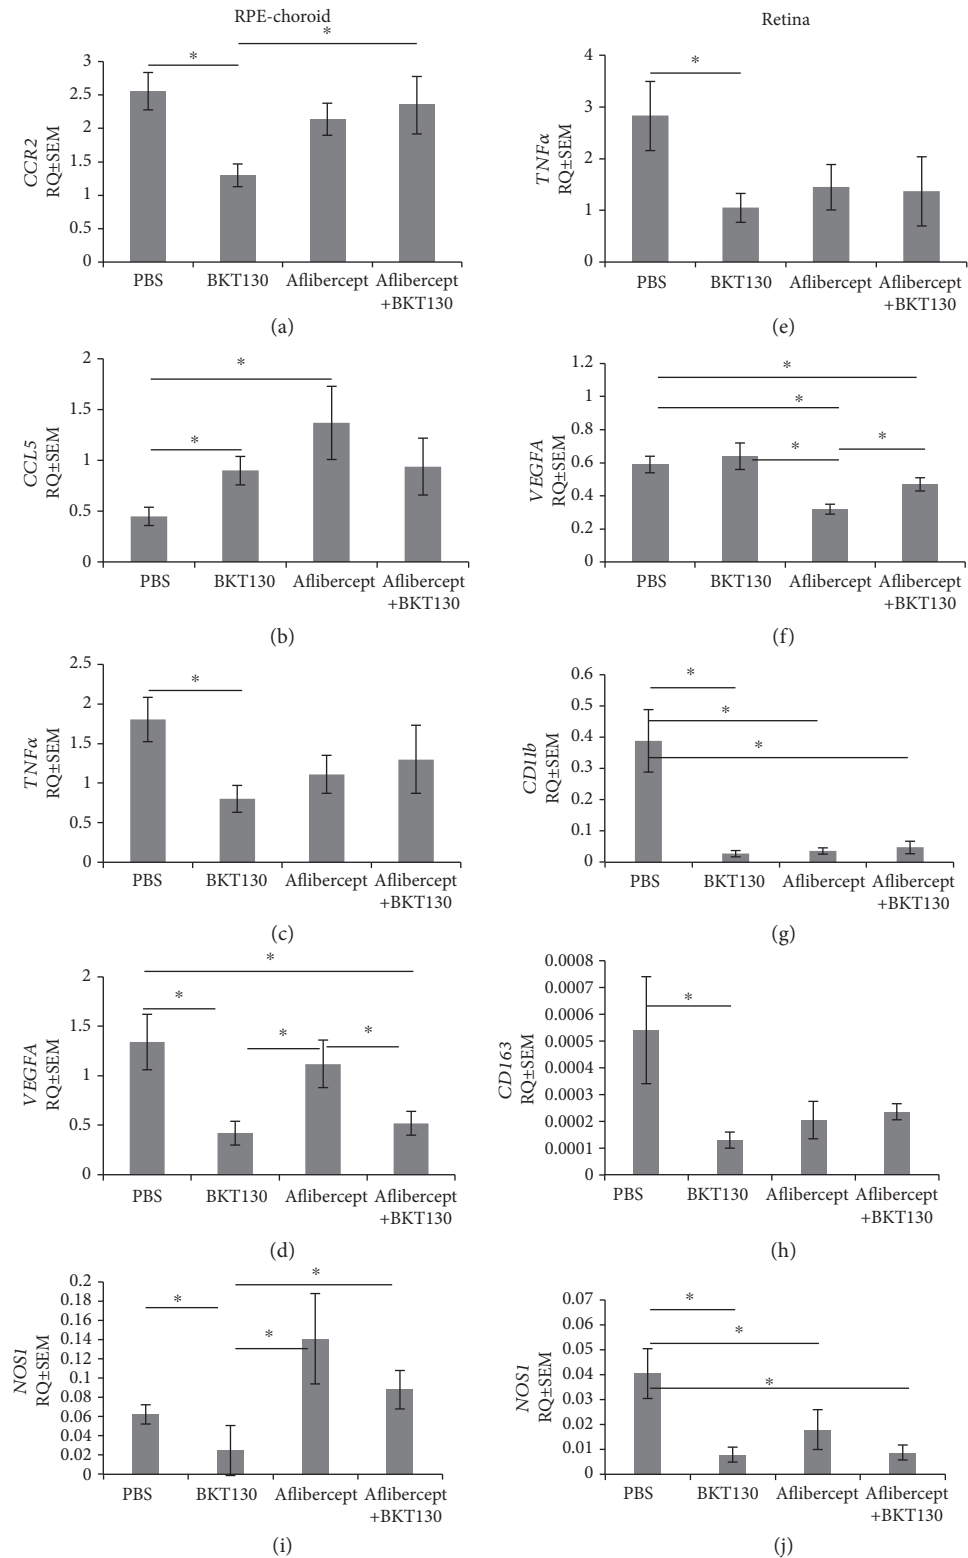 RPE-choroid
*
*
3
2.5
2
1.5
1
0.5
0
CCR2
RQ±SEM
PBS
BKT130
Aflibercept
Aflibercept
+BKT130
(a)
Retina
*
4
3
2
1
0
TNFα
RQ±SEM
PBS
BKT130
Aflibercept
Aflibercept
+BKT130
(e)
*
*
2
1.5
1
0.5
0
CCL5
RQ±SEM
PBS
BKT130
Aflibercept
Aflibercept
+BKT130
(b)
*
*
*
*
1.2
1
0.8
0.6
0.4
0.2
0
VEGFA
RQ±SEM
PBS
BKT130
Aflibercept
Aflibercept
+BKT130
(f)
*
2.5
2
1.5
1
0.5
0
TNFα
RQ±SEM
PBS
BKT130
Aflibercept
Aflibercept
+BKT130
(c)
*
*
*
0.6
0.5
0.4
0.3
0.2
0.1
0
CD11b
RQ±SEM
PBS
BKT130
Aflibercept
Aflibercept
+BKT130
(g)
*
*
*
*
2
1.5
1
0.5
0
VEGFA
RQ±SEM
PBS
BKT130
Aflibercept
Aflibercept
+BKT130
(d)
*
0.0008
0.0007
0.0006
0.0005
0.0004
0.0003
0.0002
0.0001
0
CD163
RQ±SEM
PBS
BKT130
Aflibercept
Aflibercept
+BKT130
(h)
*
*
*
0.2
0.18
0.16
0.14
0.12
0.1
0.08
0.06
0.04
0.02
0
NOS1
RQ±SEM
PBS
BKT130
Aflibercept
Aflibercept
+BKT130
(i)
*
*
*
0.07
0.06
0.05
0.04
0.03
0.02
0.01
0
NOS1
RQ±SEM
PBS
BKT130
Aflibercept
Aflibercept
+BKT130
(j)